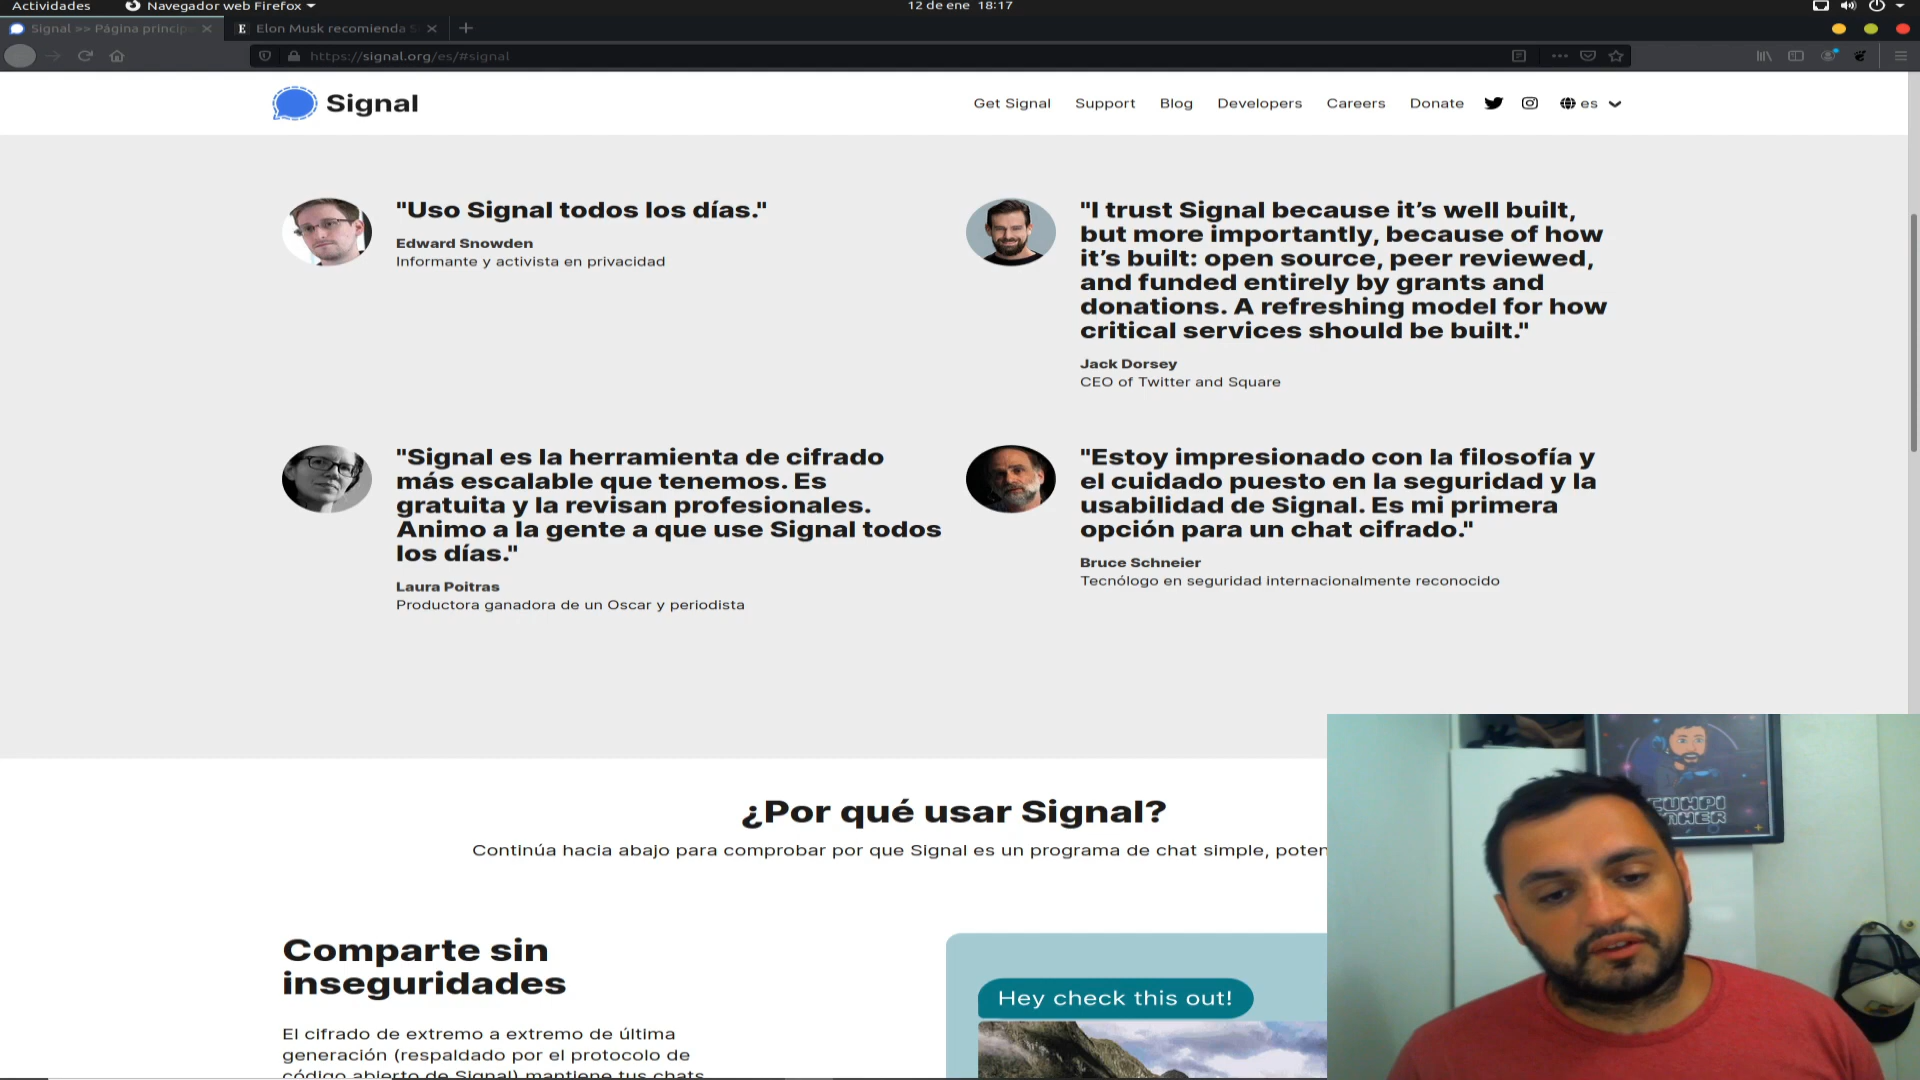 Actividades
Navegador web Firefox
12 de ene 18:17
Signal >> Página principa
Elon Musk recomienda S
https://signal.org/es/#signal
Signal
Get Signal
Support
Blog
Developers
Careers
Donate
es
"Uso Signal todos los días."
Edward Snowden
Informante y activista en privacidad
"I trust Signal because it’s well built,
but more importantly, because of how
it’s built: open source, peer reviewed,
and funded entirely by grants and
donations. A refreshing model for how
critical services should be built."
Jack Dorsey
CEO of Twitter and Square
"Signal es la herramienta de cifrado
más escalable que tenemos. Es
gratuita y la revisan profesionales.
Animo a la gente a que use Signal todos
los días."
Laura Poitras
Productora ganadora de un Oscar y periodista
"Estoy impresionado con la filosofía y
el cuidado puesto en la seguridad y la
usabilidad de Signal. Es mi primera
opción para un chat cifrado."
Bruce Schneier
Tecnólogo en seguridad internacionalmente reconocido
¿Por qué usar Signal?
Continúa hacia abajo para comprobar por que Signal es un programa de chat simple, poten
Comparte sin
inseguridades
El cifrado de extremo a extremo de última
generación (respaldado por el protocolo de
código abierto de Signal) mantiene tus chats
Hey check this out!